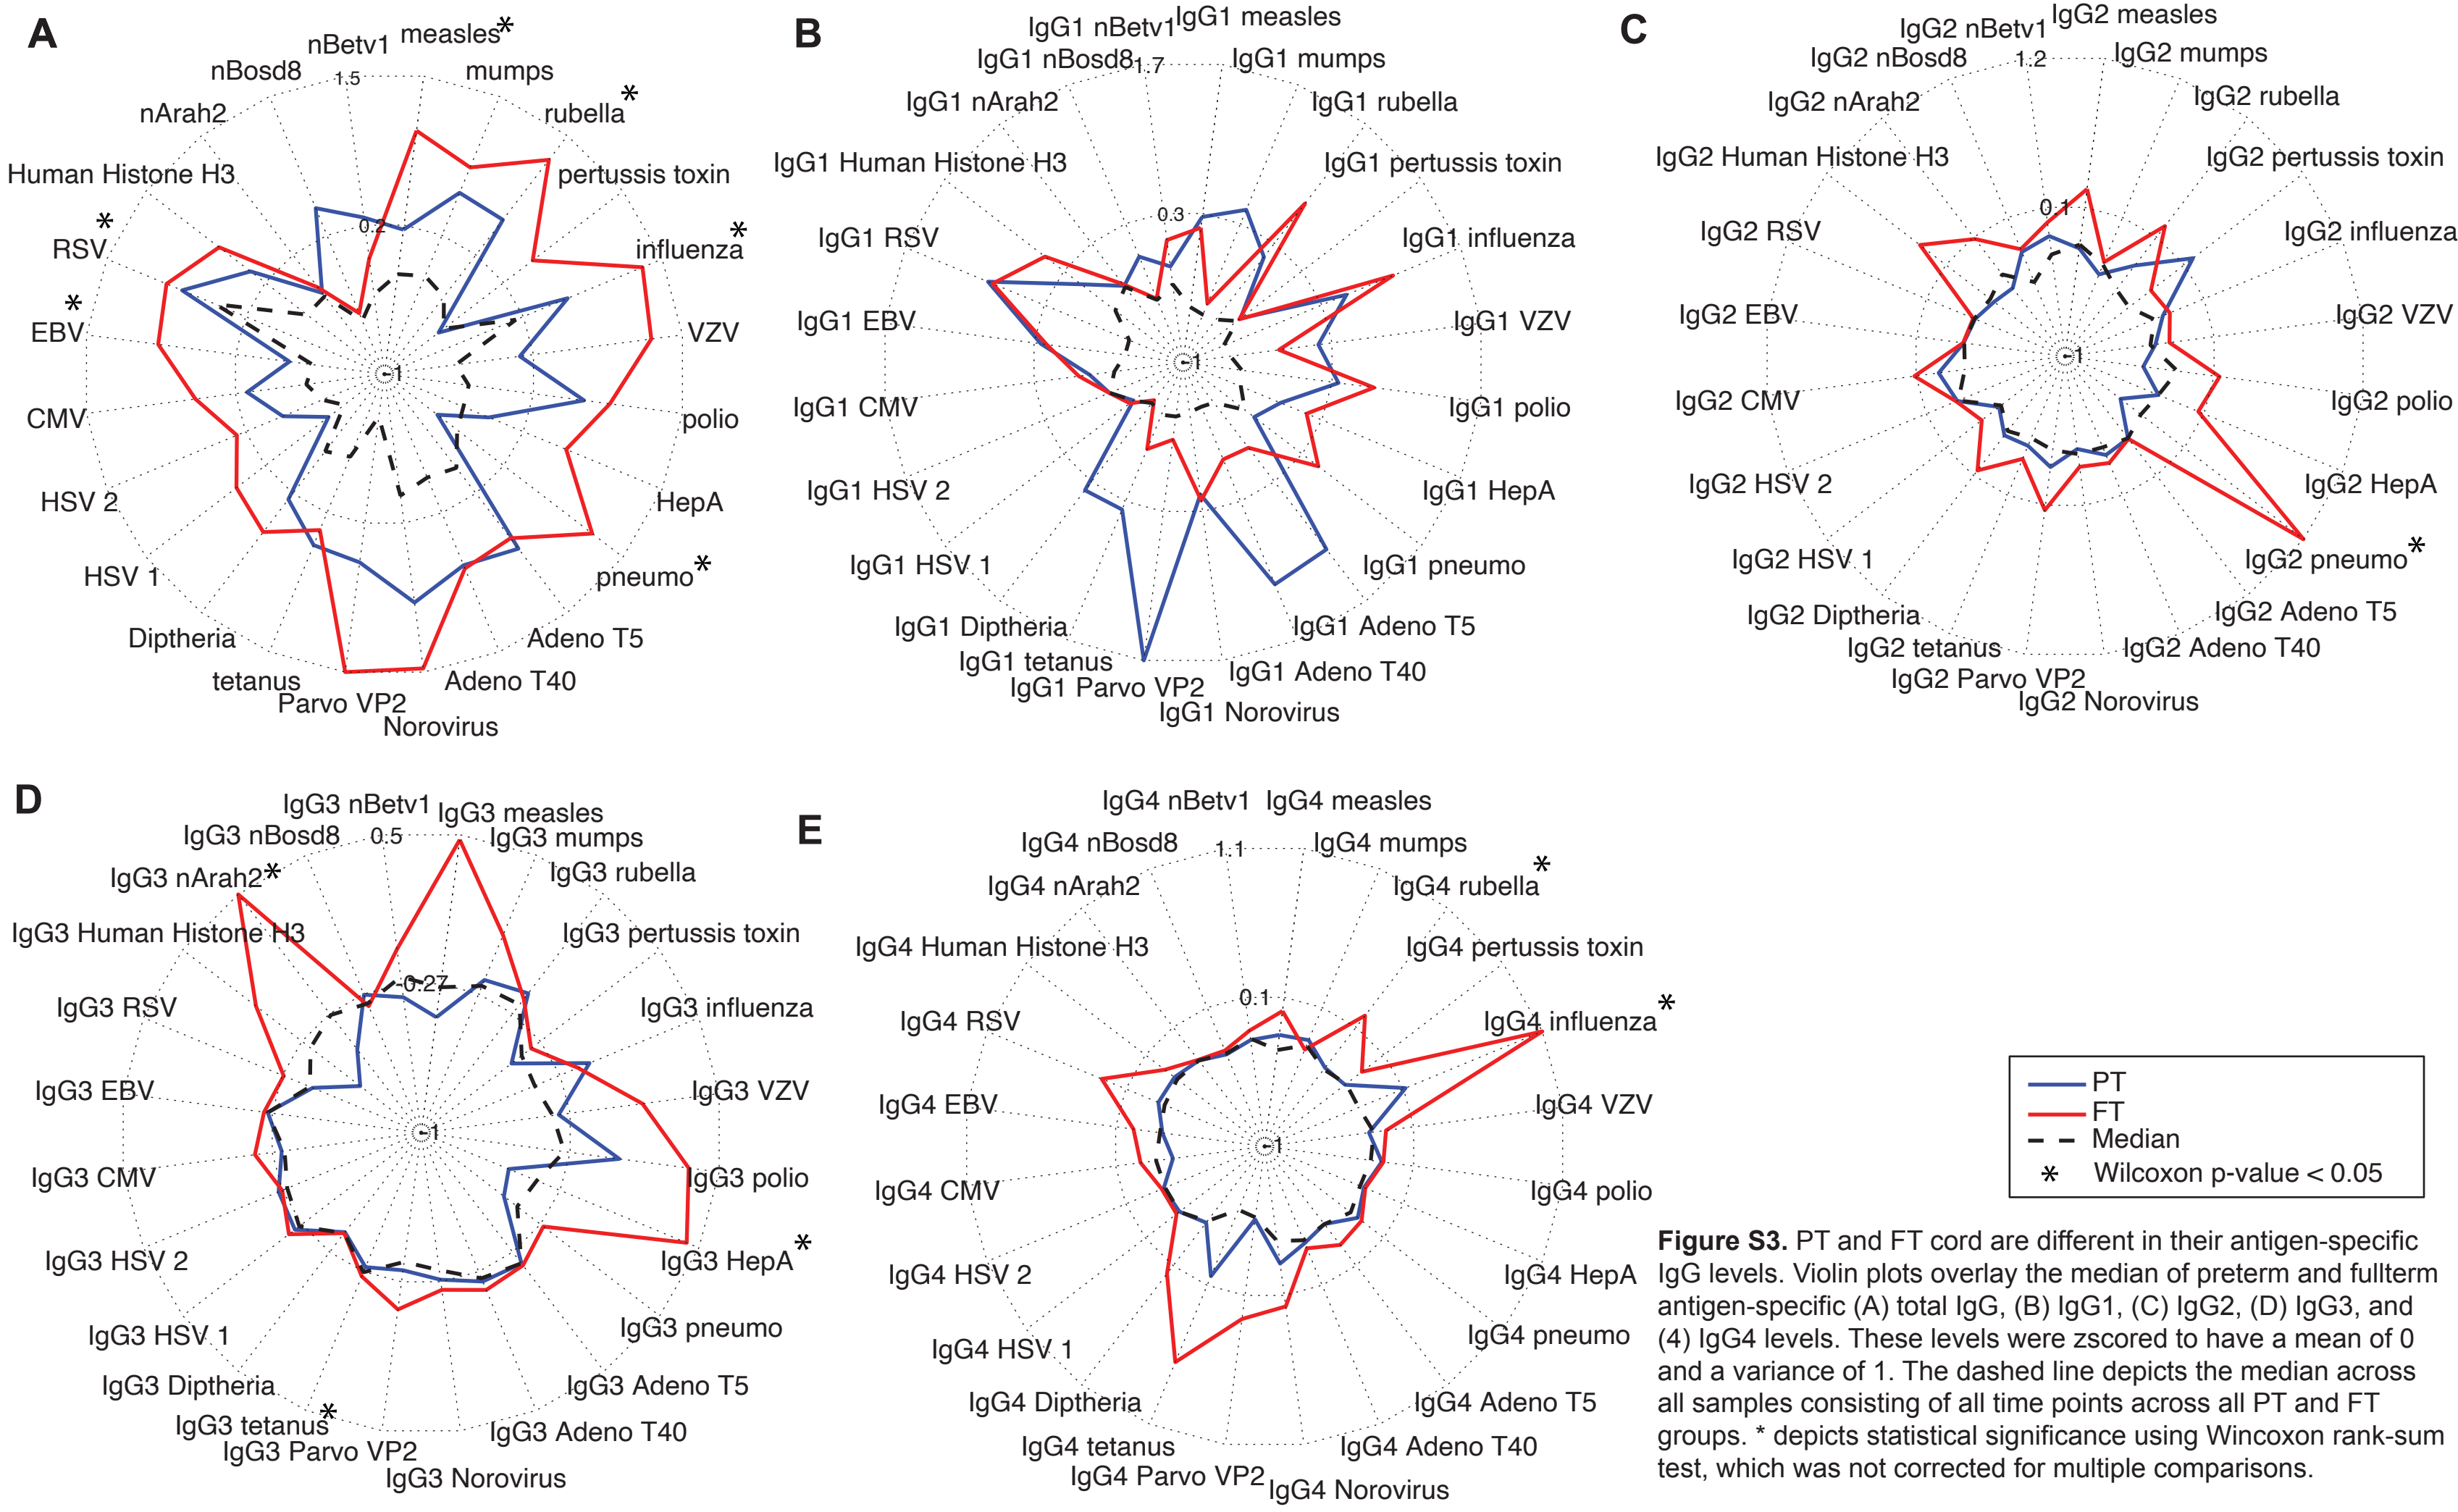 A
nBetv1
measles*
mumps
rubella*
pertussis toxin
influenza*
VZV
polio
HepA
pneumo*
Adeno T5
Adeno T40
Norovirus
Parvo VP2
tetanus
Diptheria
HSV 1
HSV 2
CMV
EBV *
RSV *
Human Histone H3
nArah2
nBosd8
1.5
0.2
-1
B
IgG1 nBetv1
IgG1 measles
IgG1 mumps
IgG1 rubella
IgG1 pertussis toxin
IgG1 influenza
IgG1 VZV
IgG1 polio
IgG1 HepA
IgG1 pneumo
IgG1 Adeno T5
IgG1 Adeno T40
IgG1 Norovirus
IgG1 Parvo VP2
IgG1 tetanus
IgG1 Diptheria
IgG1 HSV 1
IgG1 HSV 2
IgG1 CMV
IgG1 EBV
IgG1 RSV
IgG1 Human Histone H3
IgG1 nArah2
IgG1 nBosd8
1.7
0.3
-1
C
IgG2 nBetv1
IgG2 measles
IgG2 mumps
IgG2 rubella
IgG2 pertussis toxin
IgG2 influenza
IgG2 VZV
IgG2 polio
IgG2 HepA
IgG2 pneumo*
IgG2 Adeno T5
IgG2 Adeno T40
IgG2 Norovirus
IgG2 Parvo VP2
IgG2 tetanus
IgG2 Diptheria
IgG2 HSV 1
IgG2 HSV 2
IgG2 CMV
IgG2 EBV
IgG2 RSV
IgG2 Human Histone H3
IgG2 nArah2
IgG2 nBosd8
1.2
0.1
-1
D
IgG3 nBetv1
IgG3 measles
IgG3 mumps
IgG3 rubella
IgG3 pertussis toxin
IgG3 influenza
IgG3 VZV
IgG3 polio
IgG3 HepA*
IgG3 pneumo
IgG3 Adeno T5
IgG3 Adeno T40
IgG3 Norovirus
IgG3 Parvo VP2
IgG3 tetanus*
IgG3 Diptheria
IgG3 HSV 1
IgG3 HSV 2
IgG3 CMV
IgG3 EBV
IgG3 RSV
IgG3 Human Histone H3
IgG3 nArah2*
IgG3 nBosd8
0.5
-0.27
-1
E
IgG4 nBetv1
IgG4 measles
IgG4 mumps
IgG4 rubella*
IgG4 pertussis toxin
IgG4 influenza*
IgG4 VZV
IgG4 polio
IgG4 HepA
IgG4 pneumo
IgG4 Adeno T5
IgG4 Adeno T40
IgG4 Norovirus
IgG4 Parvo VP2
IgG4 tetanus
IgG4 Diptheria
IgG4 HSV 1
IgG4 HSV 2
IgG4 CMV
IgG4 EBV
IgG4 RSV
IgG4 Human Histone H3
IgG4 nArah2
IgG4 nBosd8
1.1
0.1
-1
PT
FT
Median
* Wilcoxon p-value < 0.05
Figure S3. PT and FT cord are different in their antigen-specific
IgG levels. Violin plots overlay the median of preterm and fullterm
antigen-specific (A) total IgG, (B) IgG1, (C) IgG2, (D) IgG3, and
(4) IgG4 levels. These levels were zscored to have a mean of 0
and a variance of 1. The dashed line depicts the median across
all samples consisting of all time points across all PT and FT
groups. * depicts statistical significance using Wincoxon rank-sum
test, which was not corrected for multiple comparisons.